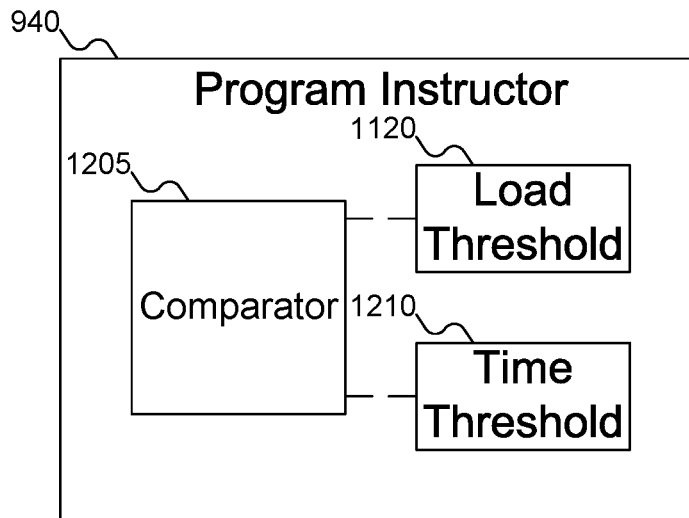 940
Program Instructor
1120
1205
Load
Threshold
Comparator
1210
Time
Threshold